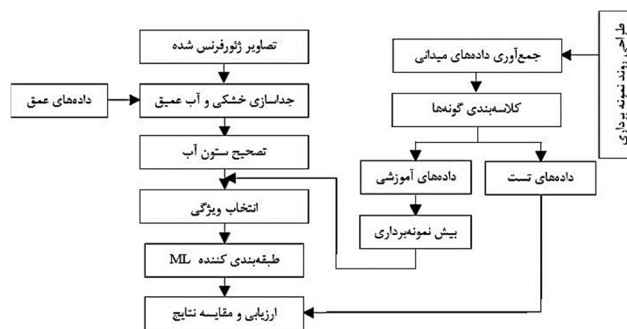 طراحی روند نمونه برداری
تصاویر ژئورفرنس شده
جمع‌آوری داده‌های میدانی
داده‌های عمق
جداسازی خشکی و آب عمیق
کلاسه‌بندی گونه‌ها
تصحیح ستون آب
داده‌های آموزشی
داده‌های تست
انتخاب ویژگی
بیش نمونه‌برداری
طبقه‌بندی کننده ML
ارزیابی و مقایسه نتایج